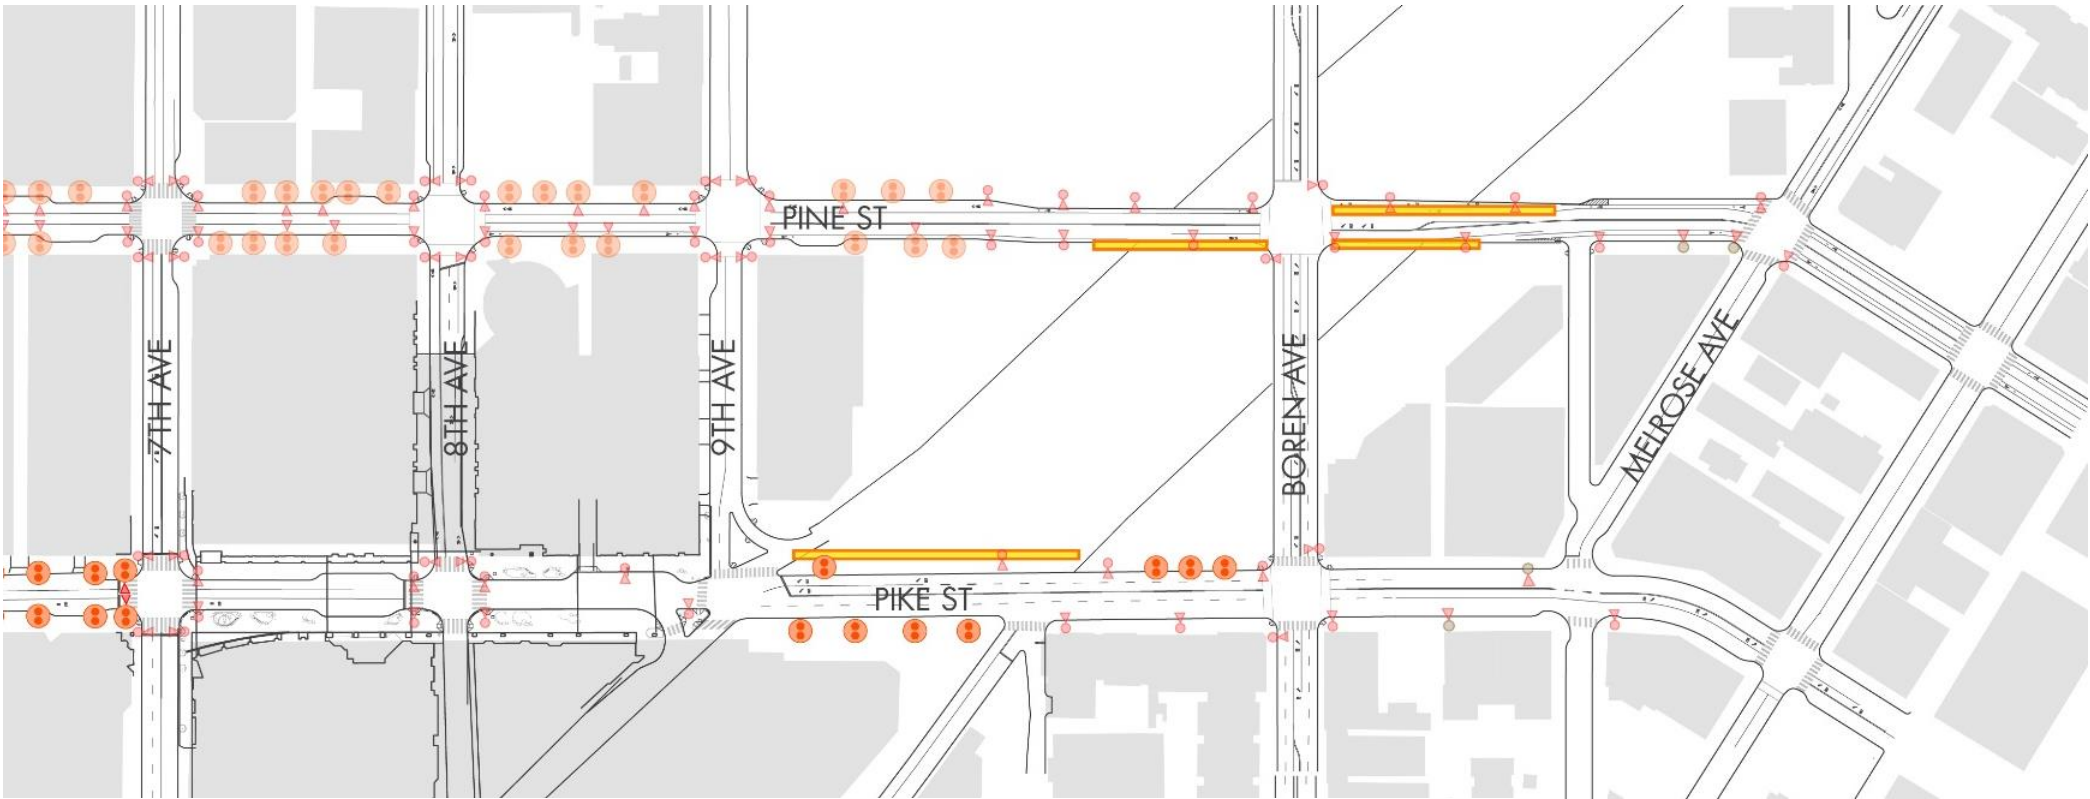 PINE ST
7TH AVE
8TH AVE
9TH AVE
BOREN AVE
MELROSE AVE
PIKE ST